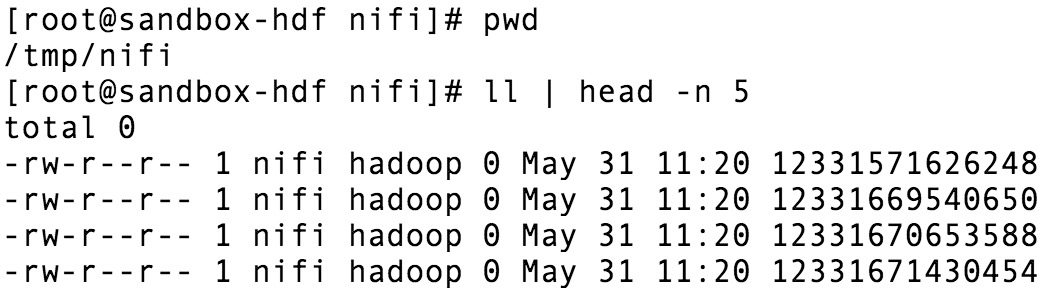 [root@sandbox-hdf nifi]# pwd
/tmp/nifi
[root@sandbox-hdf nifi]# ll | head -n 5
total 0
-rw-r--r-- 1 nifi hadoop 0 May 31 11:20 12331571626248
-rw-r--r-- 1 nifi hadoop 0 May 31 11:20 12331669540650
-rw-r--r-- 1 nifi hadoop 0 May 31 11:20 12331670653588
-rw-r--r-- 1 nifi hadoop 0 May 31 11:20 12331671430454